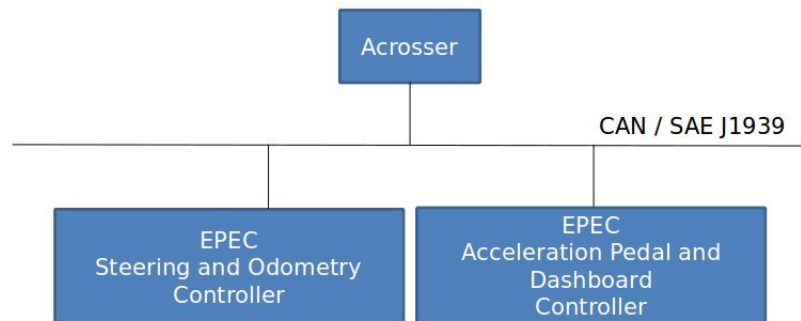 Acrosser
CAN / SAE J1939
EPEC
Steering and Odometry
Controller
EPEC
Acceleration Pedal and
Dashboard
Controller